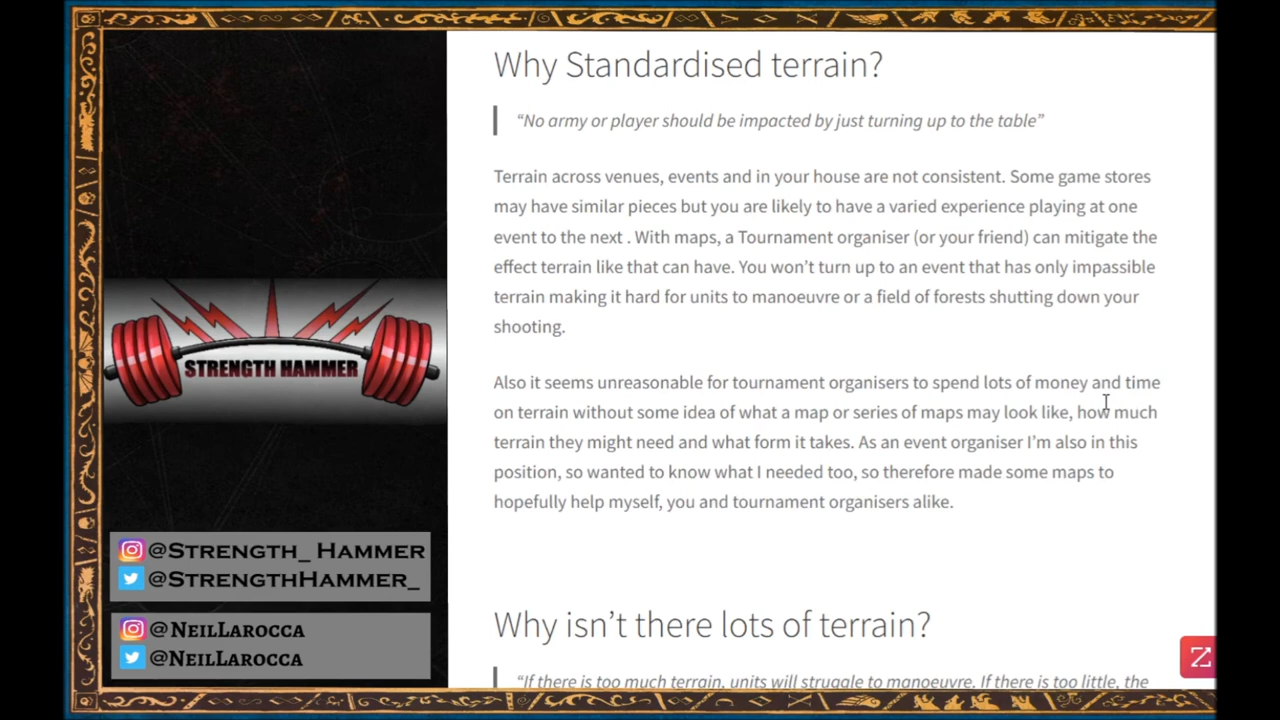 Why Standardised terrain?
“No army or player should be impacted by just turning up to the table”
Terrain across venues, events and in your house are not consistent. Some game stores
may have similar pieces but you are likely to have a varied experience playing at one
event to the next . With maps, a Tournament organiser (or your friend) can mitigate the
effect terrain like that can have. You won’t turn up to an event that has only impassible
terrain making it hard for units to manoeuvre or a field of forests shutting down your
shooting.
Also it seems unreasonable for tournament organisers to spend lots of money and time
on terrain without some idea of what a map or series of maps may look like, how much
terrain they might need and what form it takes. As an event organiser I’m also in this
position, so wanted to know what I needed too, so therefore made some maps to
hopefully help myself, you and tournament organisers alike.
Why isn’t there lots of terrain?
“If there is too much terrain, units will struggle to manoeuvre. If there is too little, the
STRENGTH HAMMER
@STRENGTH_ HAMMER
@STRENGTHHAMMER_
@NEILLAROCCA
@NEILLAROCCA